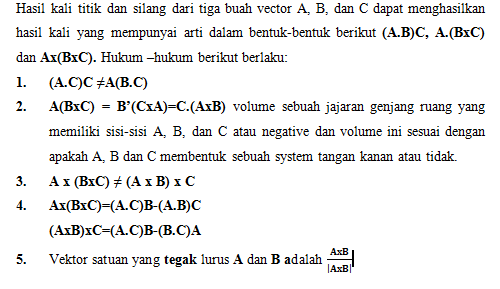 Hasil kali titik dan silang dari tiga buah vector A, B, dan C dapat menghasilkan
hasil kali yang mempunyai arti dalam bentuk-bentuk berikut (A.B)C, A.(BxC)
dan Ax(BxC). Hukum –hukum berikut berlaku:
1. (A.C)C ≠A(B.C)
2. A(BxC) = B’(CxA)=C.(AxB) volume sebuah jajaran genjang ruang yang
memiliki sisi-sisi A, B, dan C atau negative dan volume ini sesuai dengan
apakah A, B dan C membentuk sebuah system tangan kanan atau tidak.
3. A x (BxC) ≠ (A x B) x C
4. Ax(BxC)=(A.C)B-(A.B)C
(AxB)xC=(A.C)B-(B.C)A
5. Vektor satuan yang tegak lurus A dan B adalah AxB/|AxB|